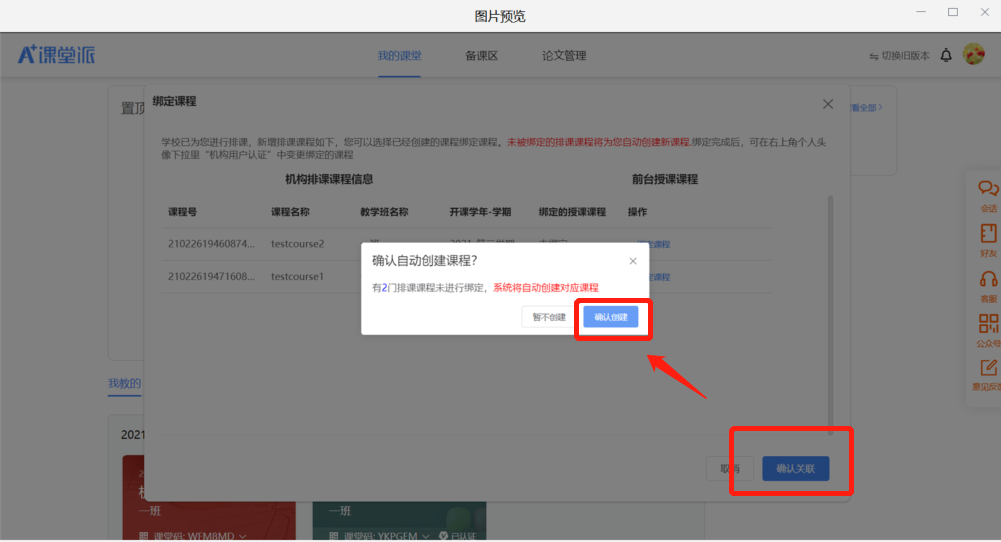 图片预览
A+课堂派
我的课堂
备课区
论文管理
切换旧版本
置顶
绑定课程
看全部 >
学校已为您进行排课，新增排课课程如下，您可以选择已经创建的课程绑定课程。未被绑定的排课课程将为您自动创建新课程.绑定完成后，可在右上角个人头
像下拉里“机构用户认证”中变更绑定的课程
机构排课课程信息
前台授课课程
课程号 课程名称 教学班名称 开课学年-学期 绑定的授课课程 操作
21022619460874... testcourse2
21022619471608... testcourse1
确认自动创建课程？
有2门排课课程未进行绑定，系统将自动创建对应课程
暂不创建
确认创建
会话
好友
客服
公众号
意见反馈
我教的
2021
取消
确认关联
一班
课堂码: WFM8MD
一班
课堂码: YKPGEM
已认证